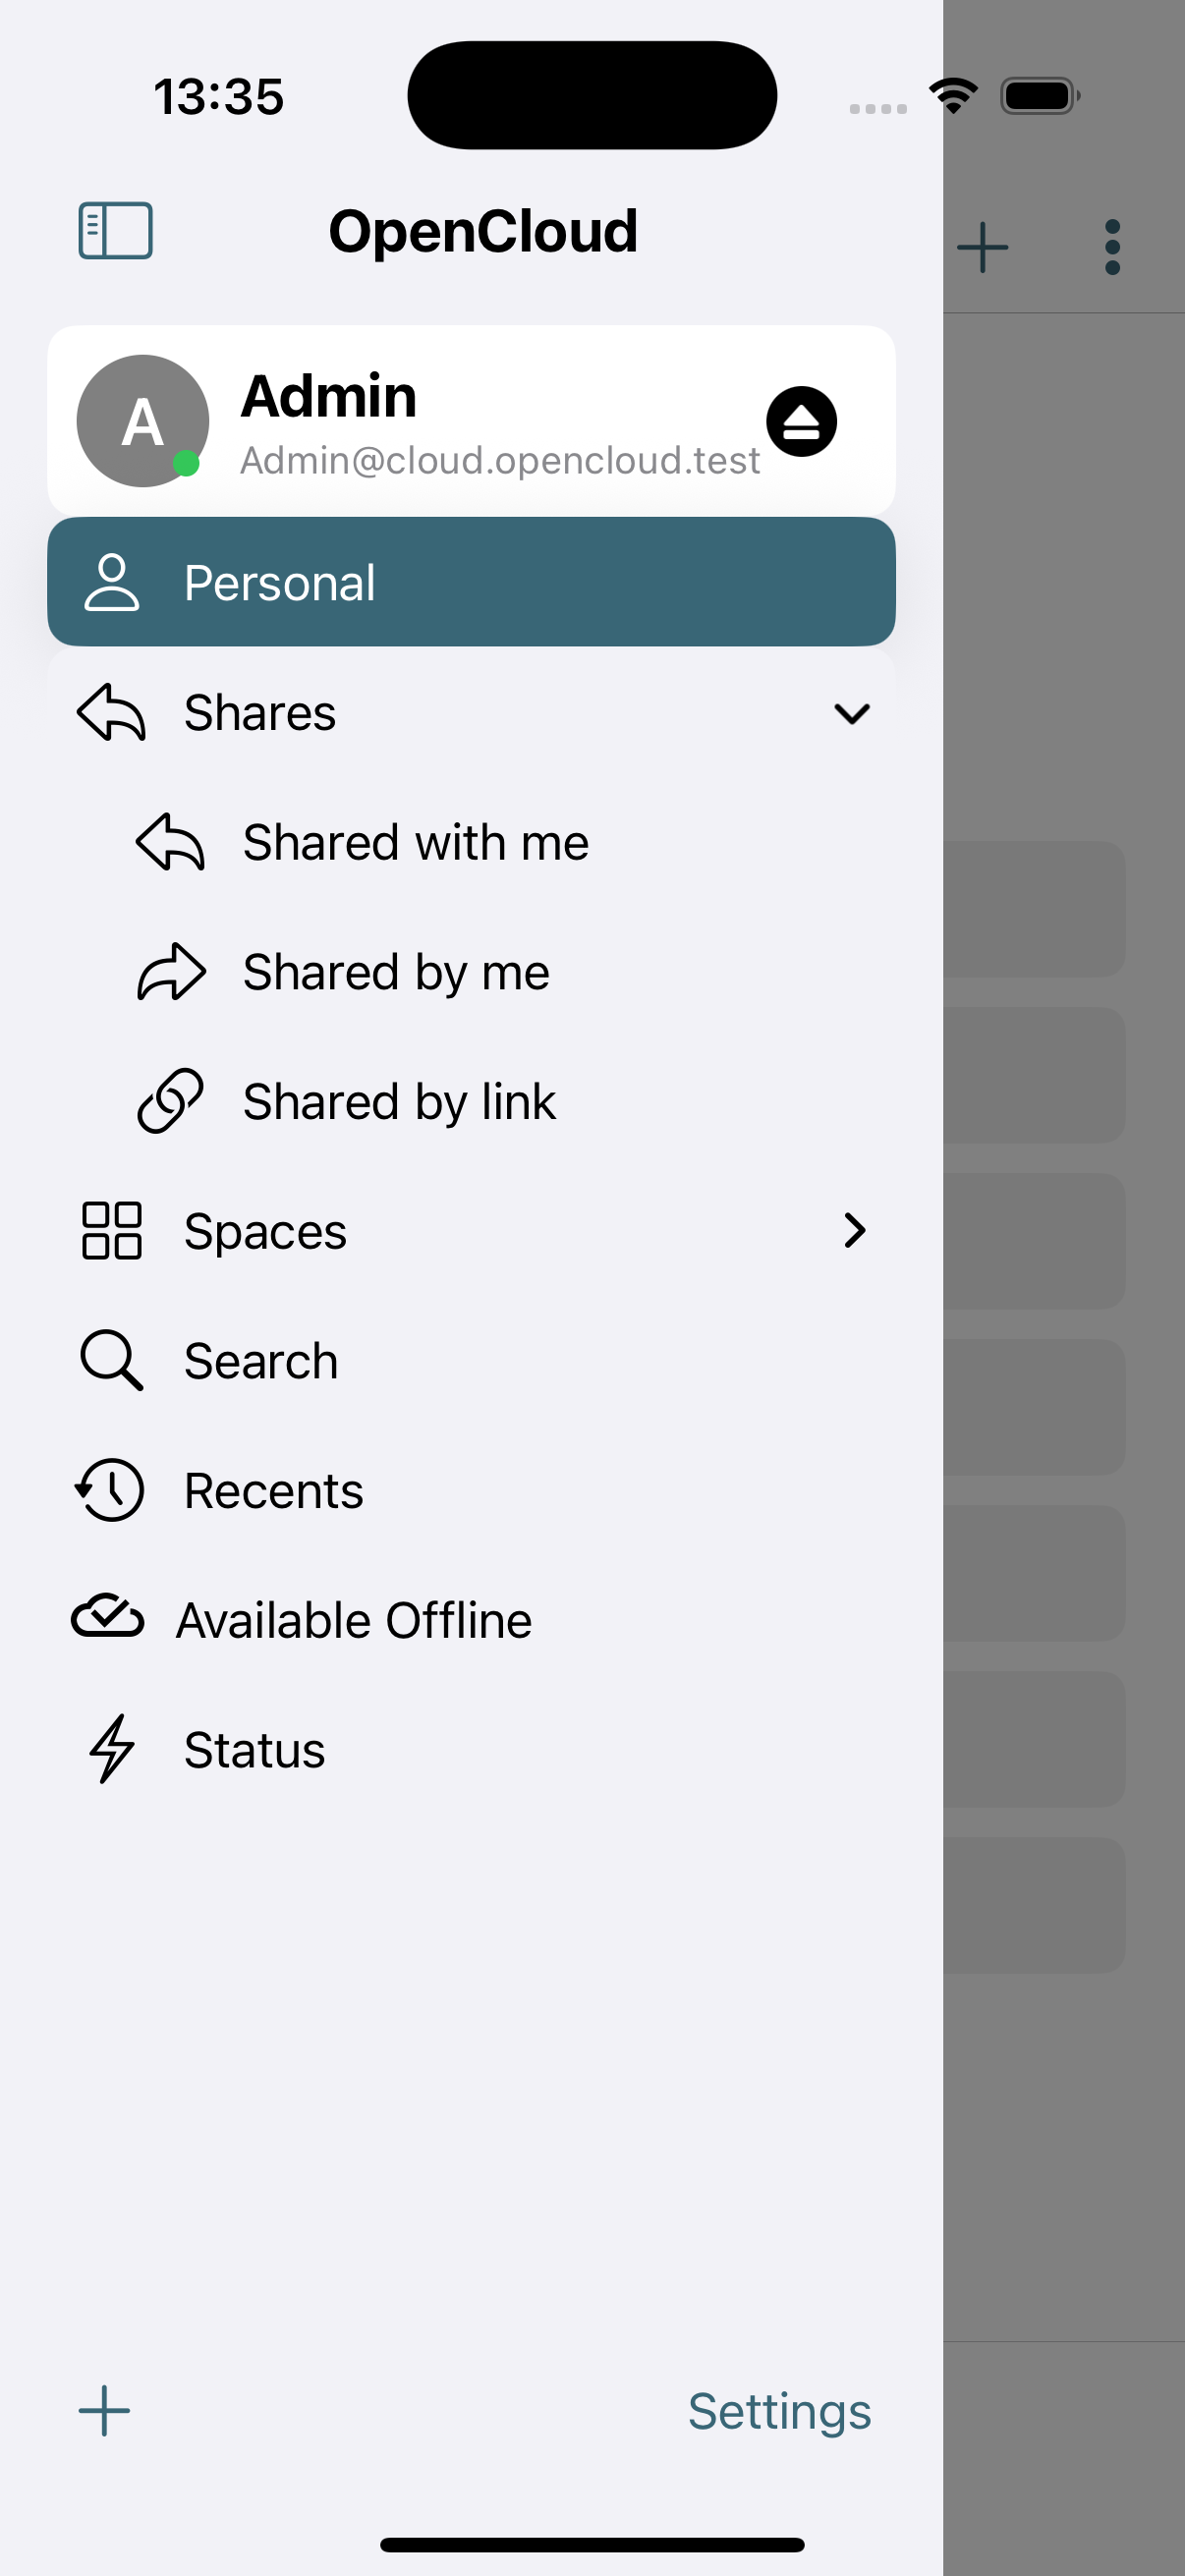 13:35
OpenCloud
A
Admin
Admin@cloud.opencloud.test
Personal
Shares
Shared with me
Shared by me
Shared by link
Spaces
Search
Recents
Available Offline
Status
Settings